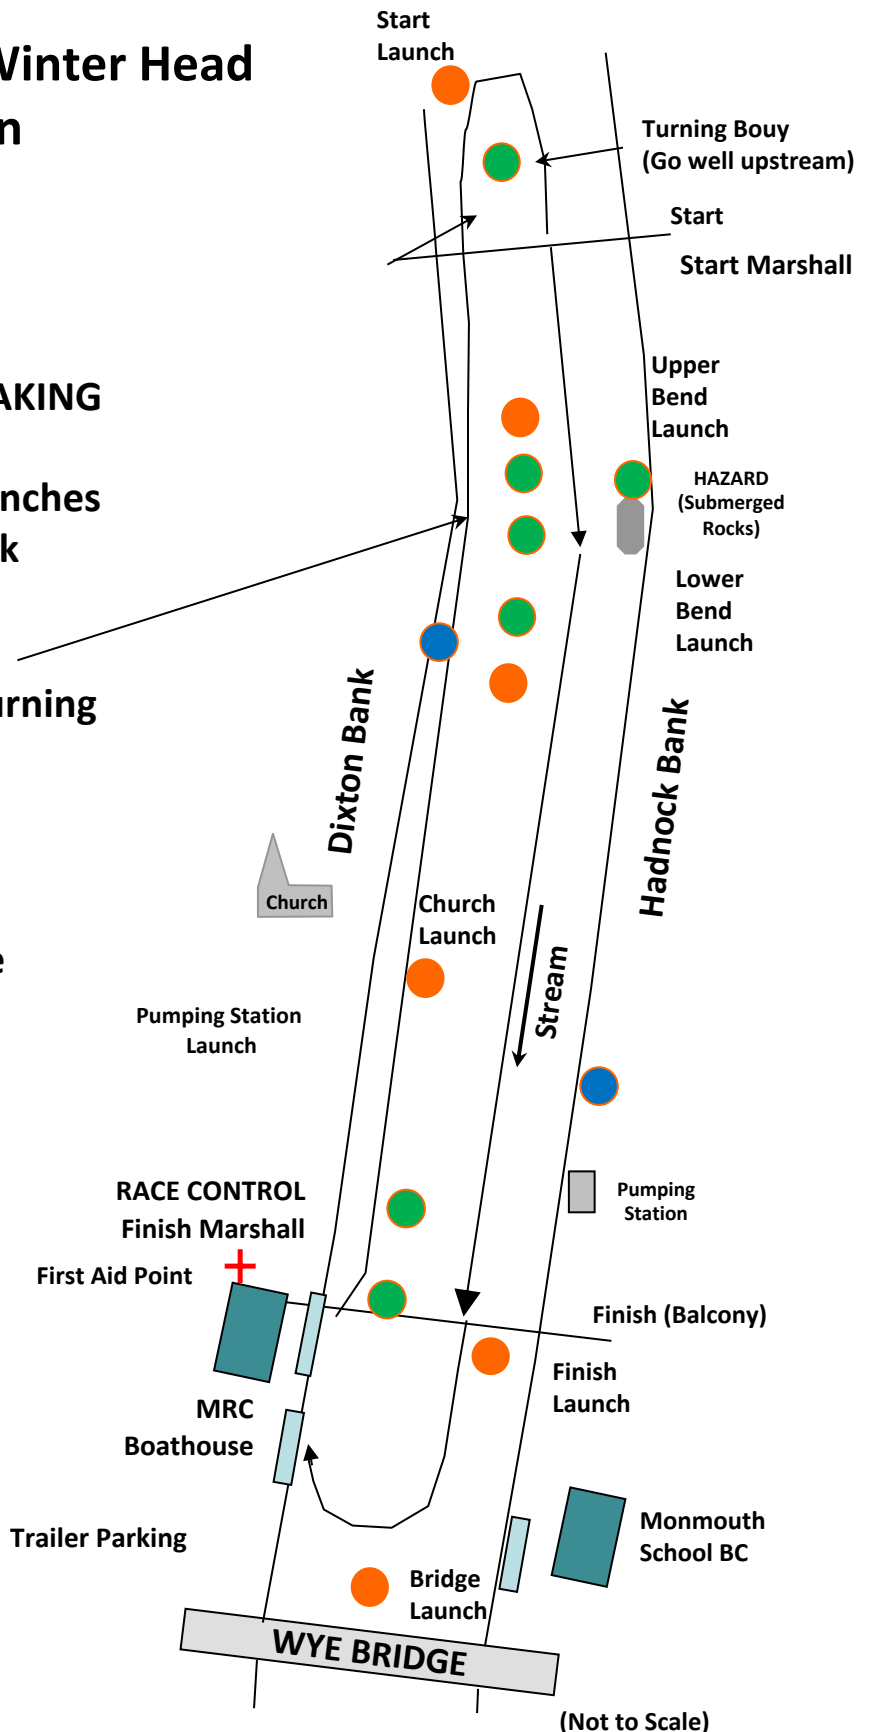 Start
Launch
Winter Head
n
Turning Bouy
(Go well upstream)
Start
Start Marshall
Upper
Bend
Launch
AKING
HAZARD
(Submerged
Rocks)
nches
k
Lower
Bend
Launch
urning
Dixton Bank
Hadnock Bank
Church
Church
Launch
e
Stream
Pumping Station
Launch
RACE CONTROL
Finish Marshall
Pumping
Station
First Aid Point
Finish (Balcony)
Finish
Launch
MRC
Boathouse
Trailer Parking
Monmouth
School BC
Bridge
Launch
WYE BRIDGE
(Not to Scale)